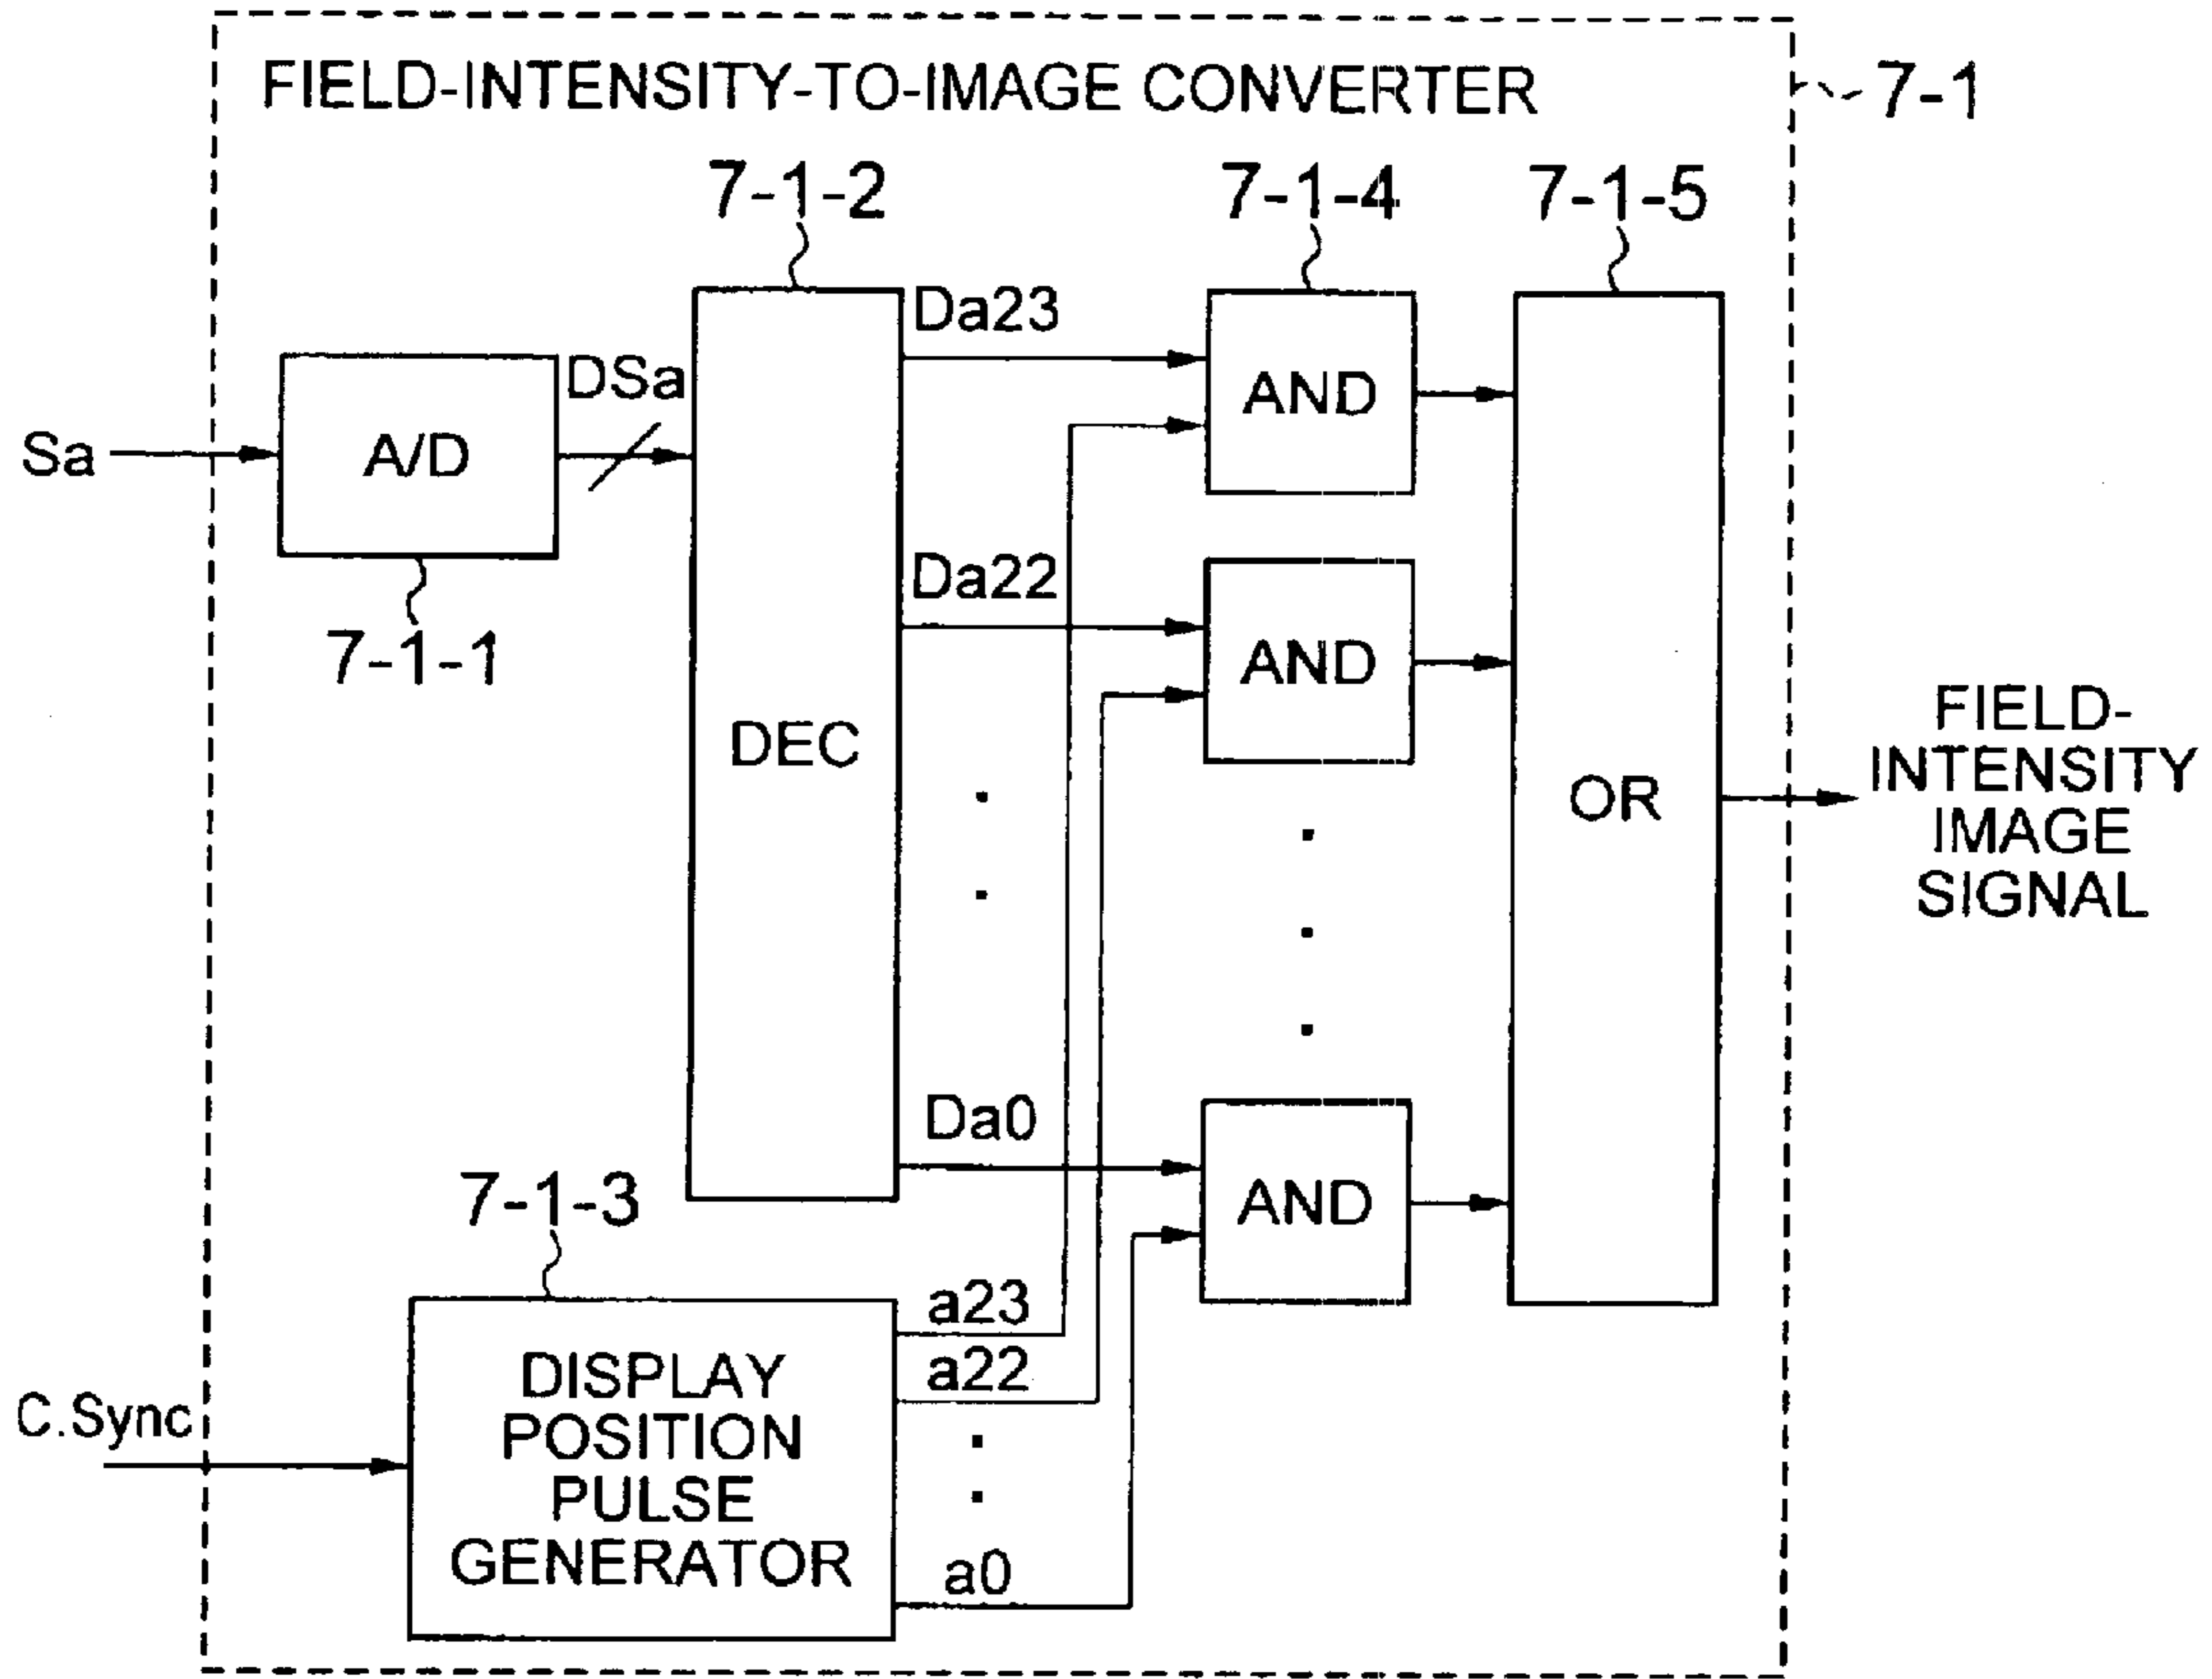 FIELD-INTENSITY-TO-IMAGE CONVERTER
7-1
7-1-2
7-1-4
7-1-5
Da23
DSa
Sa
A/D
AND
7-1-1
Da22
AND
DEC
OR
FIELD-
INTENSITY
IMAGE
SIGNAL
Da0
AND
7-1-3
a23
a22
a0
C.Sync
DISPLAY
POSITION
PULSE
GENERATOR